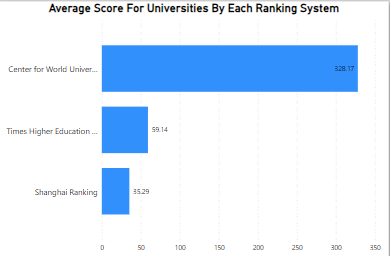 Average Score For Universities By Each Ranking System
Center for World Univer...
328.17
Times Higher Education ...
59.14
Shanghai Ranking
35.29
0 50 100 150 200 250 300 350